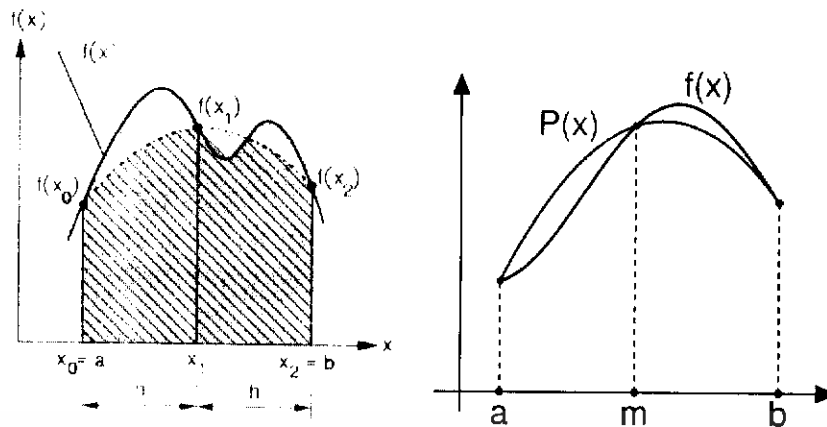 f(x)
f(x)
f(x₁)
f(x₀)
f(x₂)
x
x₀= a
x₁
x₂= b
h
P(x)
f(x)
a
m
b